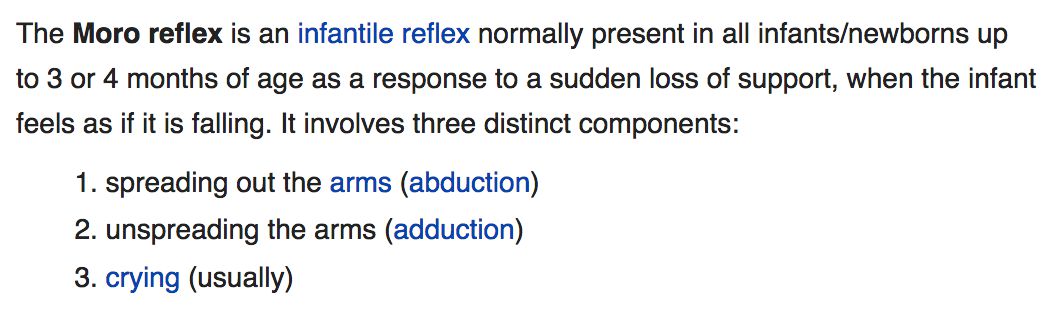 The Moro reflex is an infantile reflex normally present in all infants/newborns up
to 3 or 4 months of age as a response to a sudden loss of support, when the infant
feels as if it is falling. It involves three distinct components:
1. spreading out the arms (abduction)
2. unspreading the arms (adduction)
3. crying (usually)